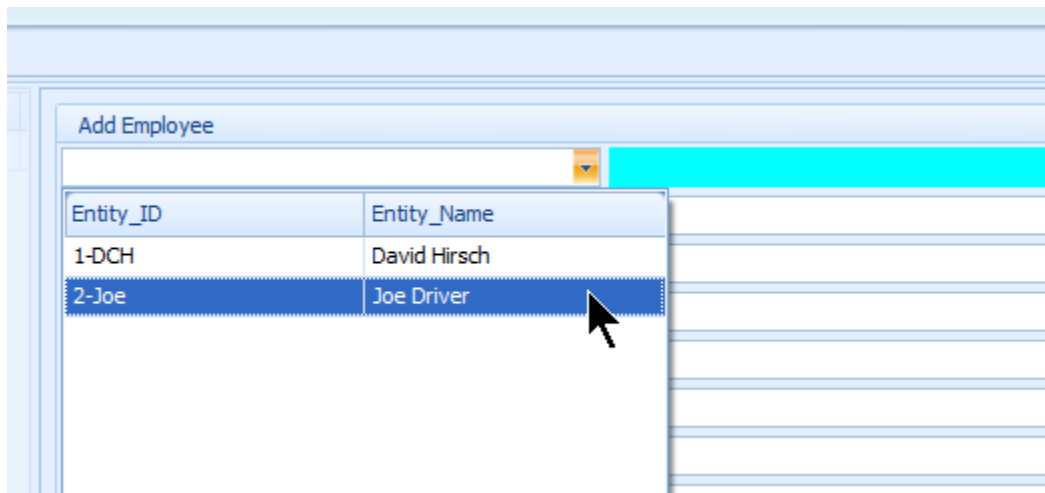 Add Employee
Entity_ID Entity_Name
1-DCH David Hirsch
2-Joe Joe Driver